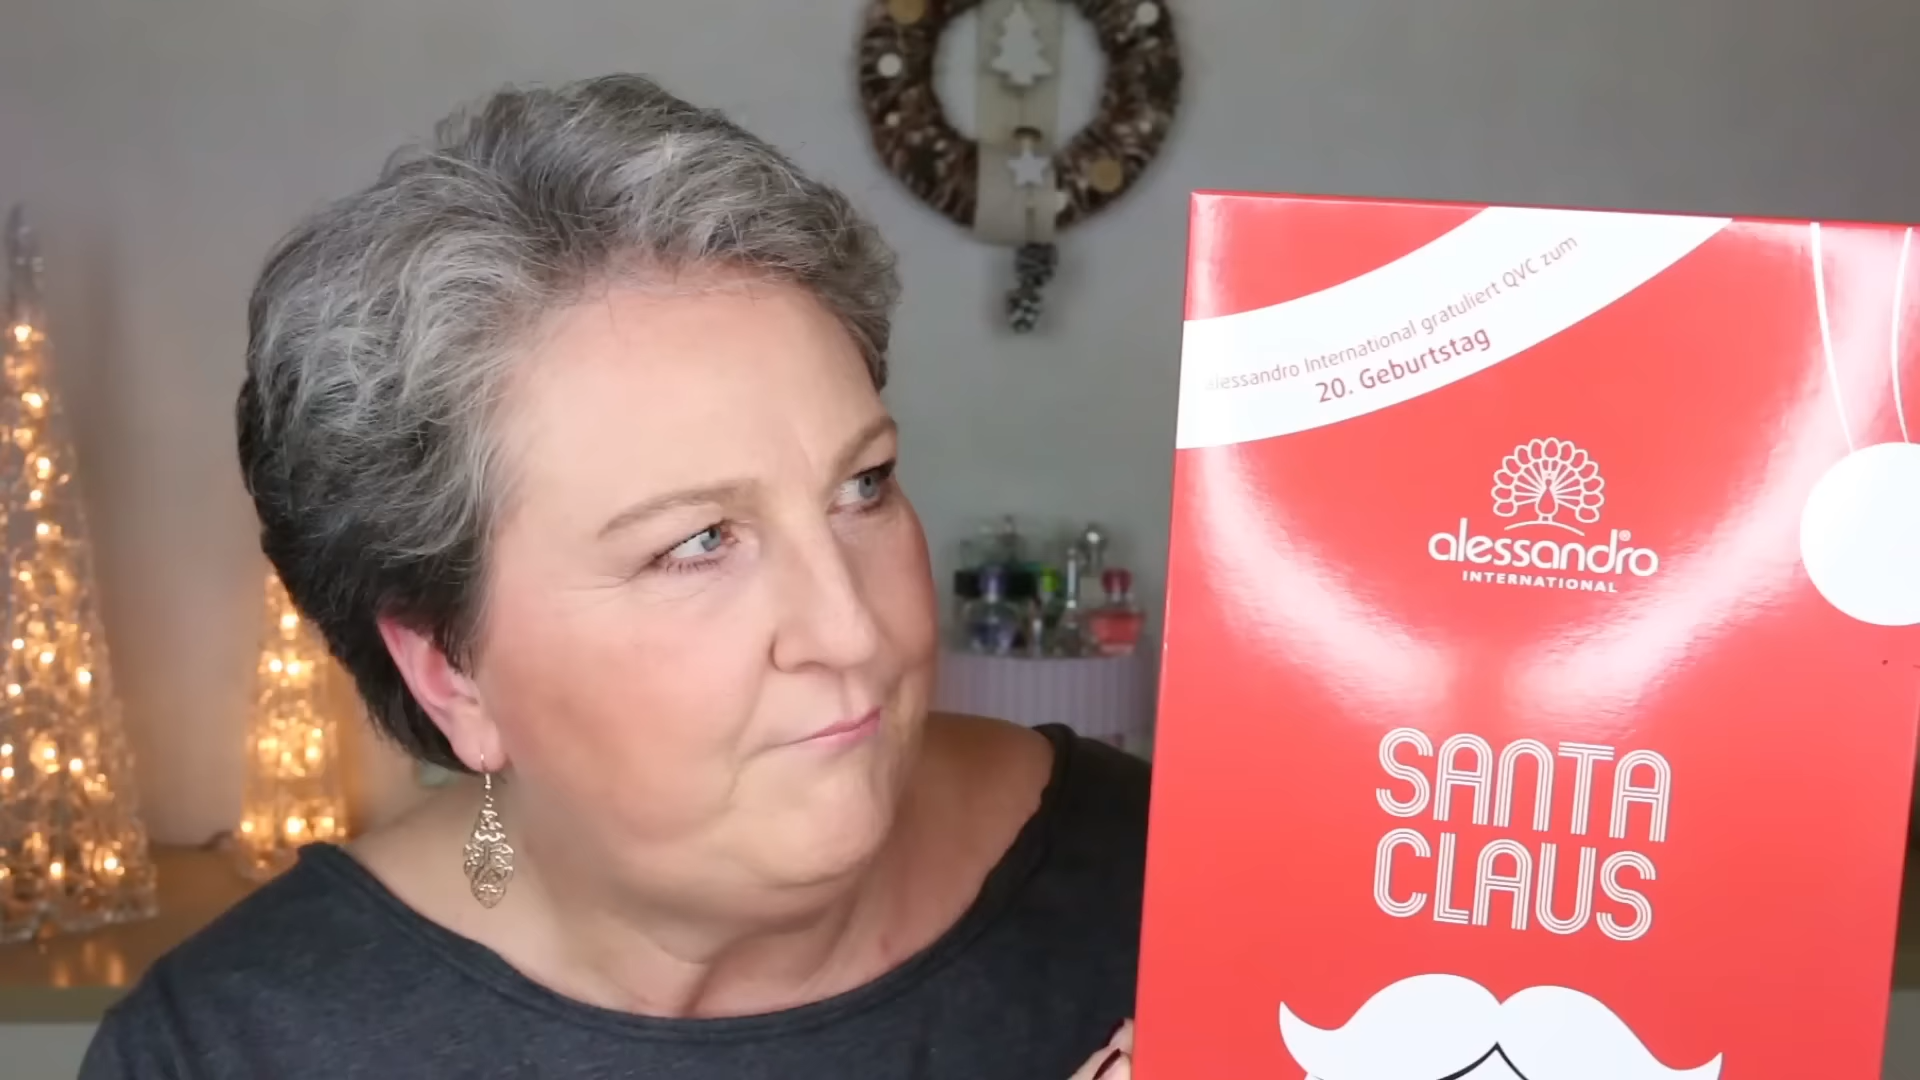 alessandro International gratuliert QVC zum
20. Geburtstag
alessandro®
INTERNATIONAL
SANTA
CLAUS